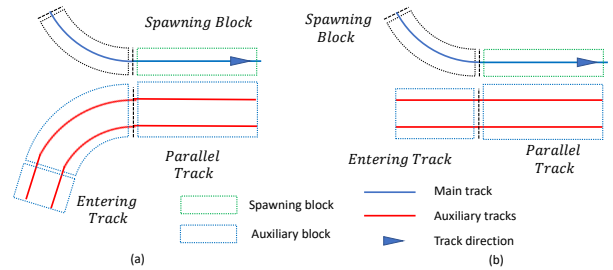 Spawning Block
Parallel
Track
Entering
Track
Spawning block
Auxiliary block
(a)
Spawning
Block
Entering Track
Parallel
Track
Main track
Auxiliary tracks
Track direction
(b)
(a)
(b)